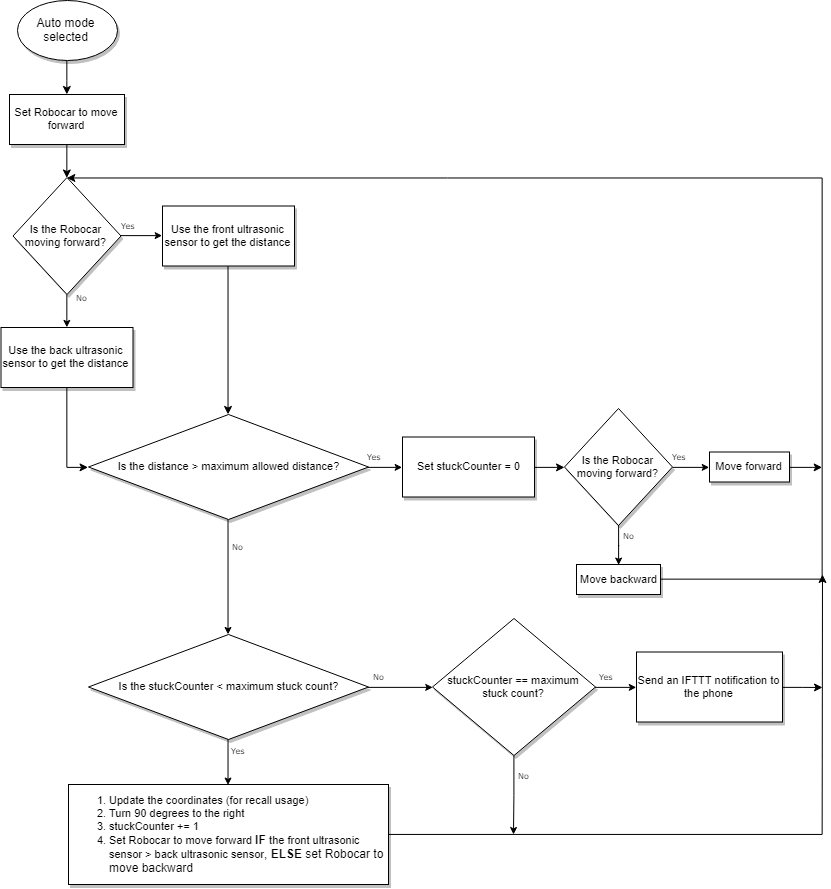 Auto mode
selected
Set Robocar to move
forward
Is the Robocar
moving forward?
Yes
Use the front ultrasonic
sensor to get the distance
No
Use the back ultrasonic
sensor to get the distance
Is the distance > maximum allowed distance?
Yes
Set stuckCounter = 0
Is the Robocar
moving forward?
Yes
Move forward
No
Move backward
No
Is the stuckCounter < maximum stuck count?
No
stuckCounter == maximum
stuck count?
Yes
Send an IFTTT notification to
the phone
Yes
No
1. Update the coordinates (for recall usage)
2. Turn 90 degrees to the right
3. stuckCounter += 1
4. Set Robocar to move forward IF the front ultrasonic
sensor > back ultrasonic sensor, ELSE set Robocar to
move backward